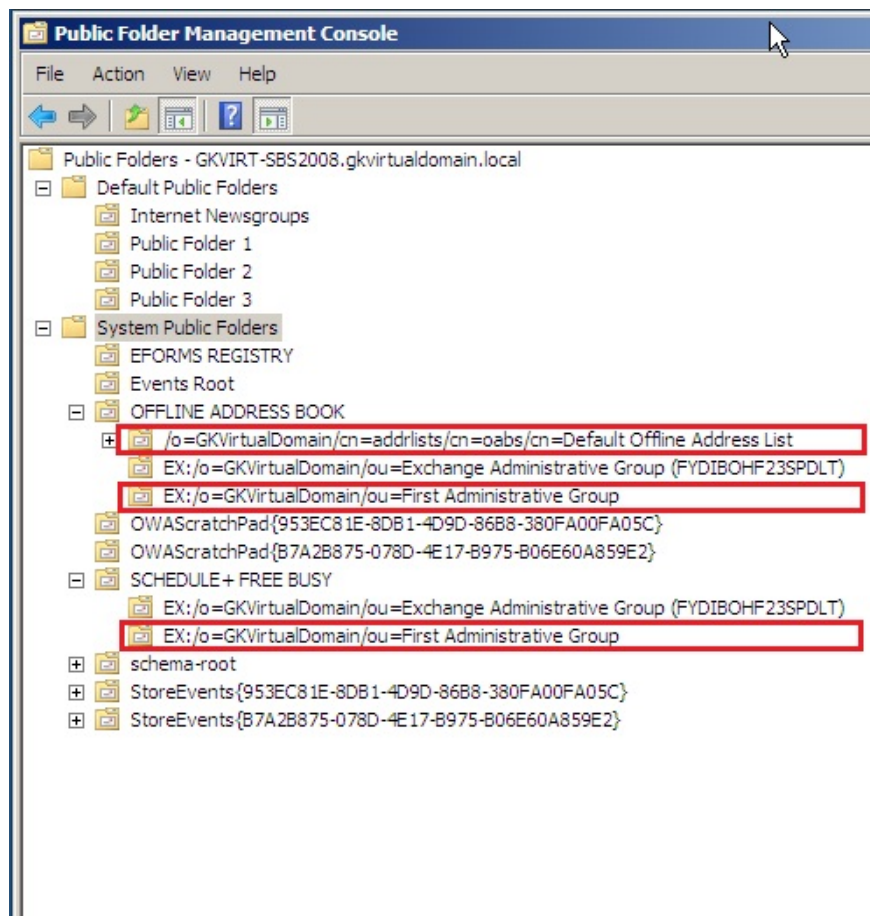 Public Folder Management Console
File Action View Help
Public Folders - GKVIRT-SBS2008.gkvirtualdomain.local
Default Public Folders
Internet Newsgroups
Public Folder 1
Public Folder 2
Public Folder 3
System Public Folders
EFORMS REGISTRY
Events Root
OFFLINE ADDRESS BOOK
/o=GKVirtualDomain/cn=addrlists/cn=oabs/cn=Default Offline Address List
EX:/o=GKVirtualDomain/ou=Exchange Administrative Group (FYDIBOHF23SPDLT)
EX:/o=GKVirtualDomain/ou=First Administrative Group
OWAScratchPad{953EC81E-8DB1-4D9D-86B8-380FA00FA05C}
OWAScratchPad{B7A2B875-078D-4E17-B975-B06E60A859E2}
SCHEDULE+ FREE BUSY
EX:/o=GKVirtualDomain/ou=Exchange Administrative Group (FYDIBOHF23SPDLT)
EX:/o=GKVirtualDomain/ou=First Administrative Group
schema-root
StoreEvents{953EC81E-8DB1-4D9D-86B8-380FA00FA05C}
StoreEvents{B7A2B875-078D-4E17-B975-B06E60A859E2}